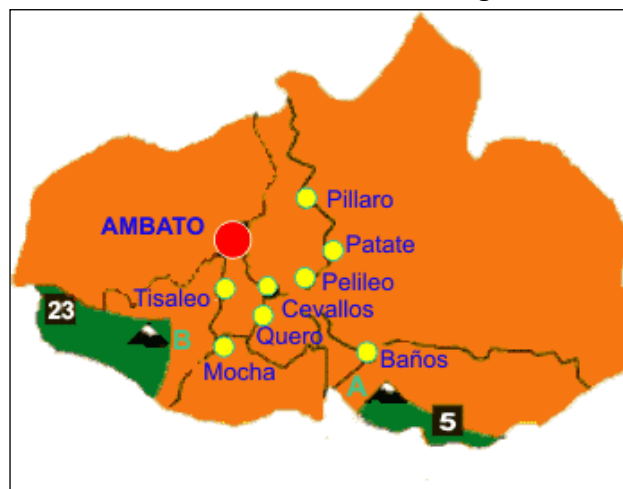 Pillaro
AMBATO
Patate
Pelileo
Tisaleo
Cevallos
23
Quero
B
Baños
Mocha
A
5